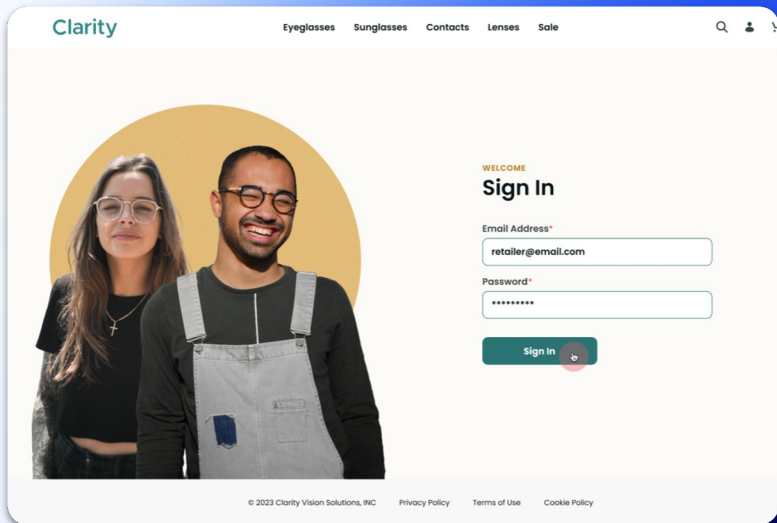 Clarity
Eyeglasses Sunglasses Contacts Lenses Sale
WELCOME
Sign In
Email Address*
retailer@email.com
Password*
*********
Sign In
© 2023 Clarity Vision Solutions, INC Privacy Policy Terms of Use Cookie Policy